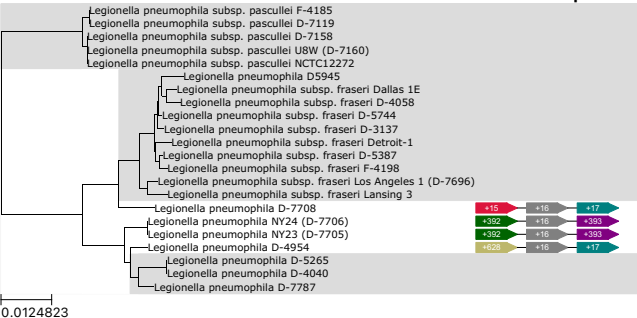 Legionella pneumophila subsp. pascullei F-4185
Legionella pneumophila subsp. pascullei D-7119
Legionella pneumophila subsp. pascullei D-7158
Legionella pneumophila subsp. pascullei U8W (D-7160)
Legionella pneumophila subsp. pascullei NCTC12272
Legionella pneumophila D5945
Legionella pneumophila subsp. fraseri Dallas 1E
Legionella pneumophila subsp. fraseri D-4058
Legionella pneumophila subsp. fraseri D-5744
Legionella pneumophila subsp. fraseri D-3137
Legionella pneumophila subsp. fraseri Detroit-1
Legionella pneumophila subsp. fraseri D-5387
Legionella pneumophila subsp. fraseri F-4198
Legionella pneumophila subsp. fraseri Los Angeles 1 (D-7696)
Legionella pneumophila subsp. fraseri Lansing 3
Legionella pneumophila D-7708 +15 +16 +17
Legionella pneumophila NY24 (D-7706) +392 +16 +393
Legionella pneumophila NY23 (D-7705) +392 +16 +393
Legionella pneumophila D-4954 +628 +16 +17
Legionella pneumophila D-5265
Legionella pneumophila D-4040
Legionella pneumophila D-7787
0.0124823